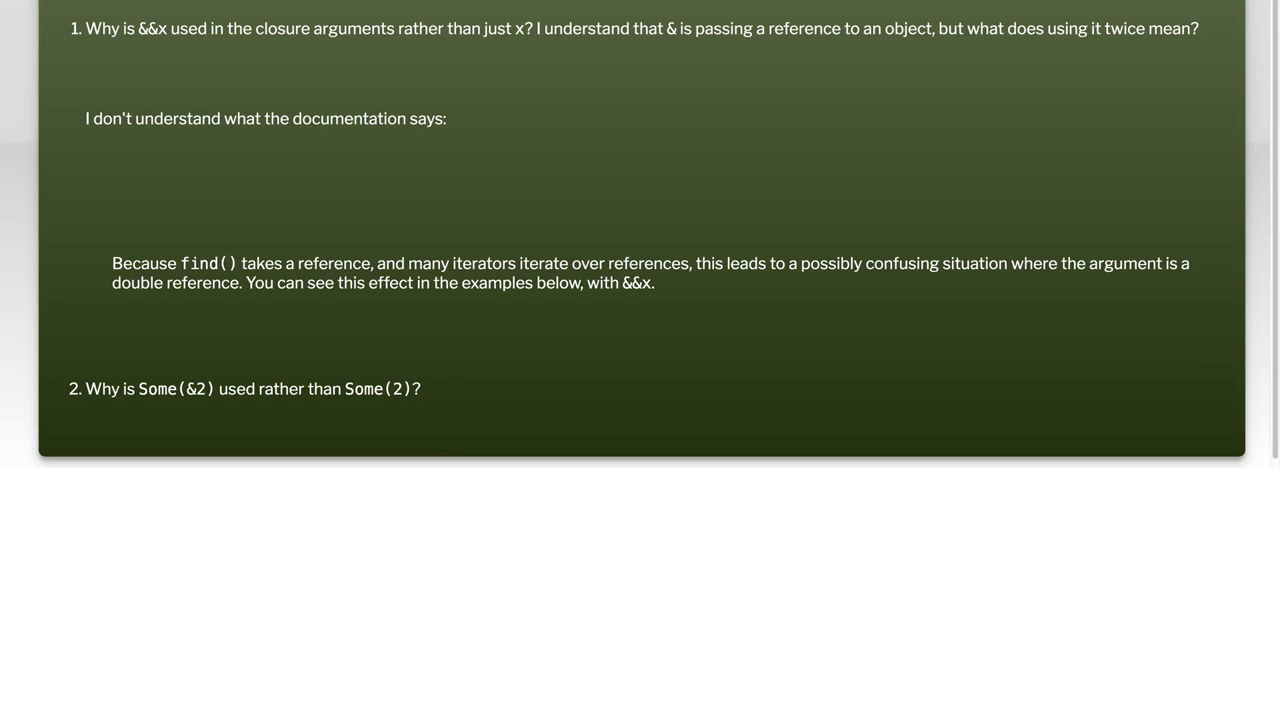 1. Why is &&x used in the closure arguments rather than just x? I understand that & is passing a reference to an object, but what does using it twice mean?
I don't understand what the documentation says:
Because find() takes a reference, and many iterators iterate over references, this leads to a possibly confusing situation where the argument is a
double reference. You can see this effect in the examples below, with &&x.
2. Why is Some(&2) used rather than Some(2)?